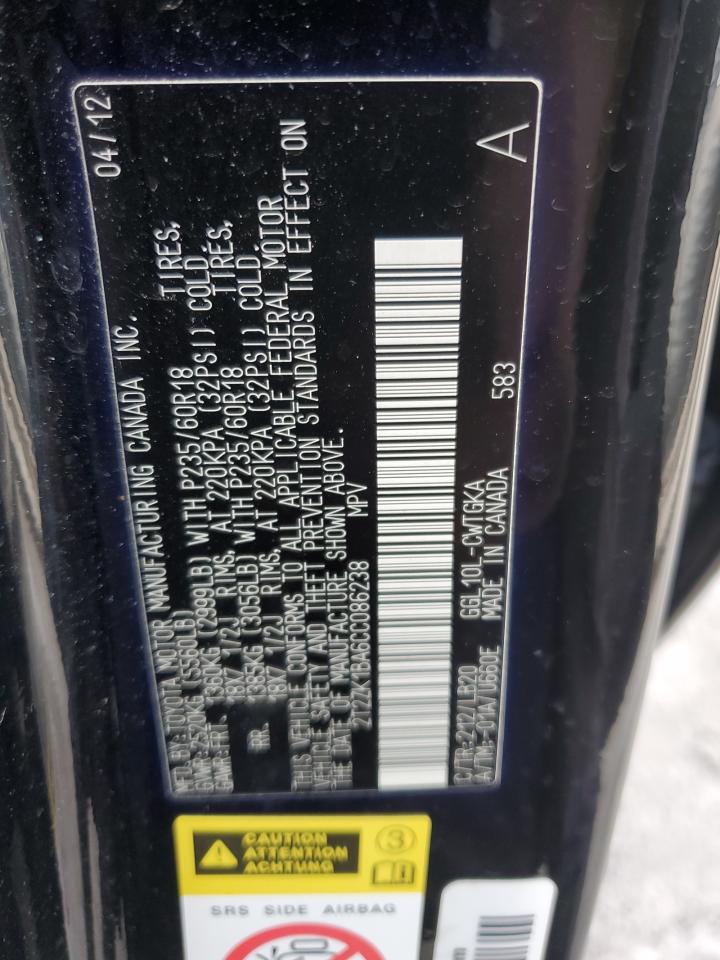 MFD. BY: TOYOTA MOTOR MANUFACTURING CANADA INC. 04/12
GVWR: 2520KG (5560LB)
GAWR: FRT. 1360KG (2999LB) WITH P235/60R18 TIRES,
18X7 1/2J RIMS, AT 220KPA (32PSI) COLD.
RR. 1385KG (3056LB) WITH P235/60R18 TIRES,
18X7 1/2J RIMS, AT 220KPA (32PSI) COLD.
THIS VEHICLE CONFORMS TO ALL APPLICABLE FEDERAL MOTOR
VEHICLE SAFETY AND THEFT PREVENTION STANDARDS IN EFFECT ON
THE DATE OF MANUFACTURE SHOWN ABOVE.
MPV
C/TR: 212/LB20 GGL10L-CWTGKA
A/TM: -01A/U660E MADE IN CANADA 583
A
CAUTION
ATTENTION
ACHTUNG
3
SRS SIDE AIRBAG